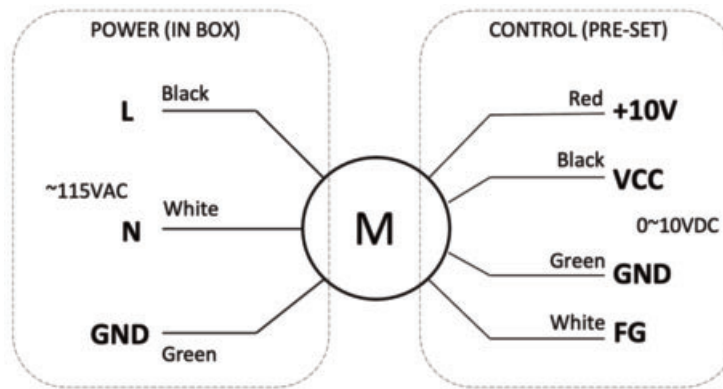 POWER (IN BOX)
L
Black
~115VAC
N
White
GND
Green
M
CONTROL (PRE-SET)
Red
+10V
Black
VCC
0~10VDC
Green
GND
White
FG